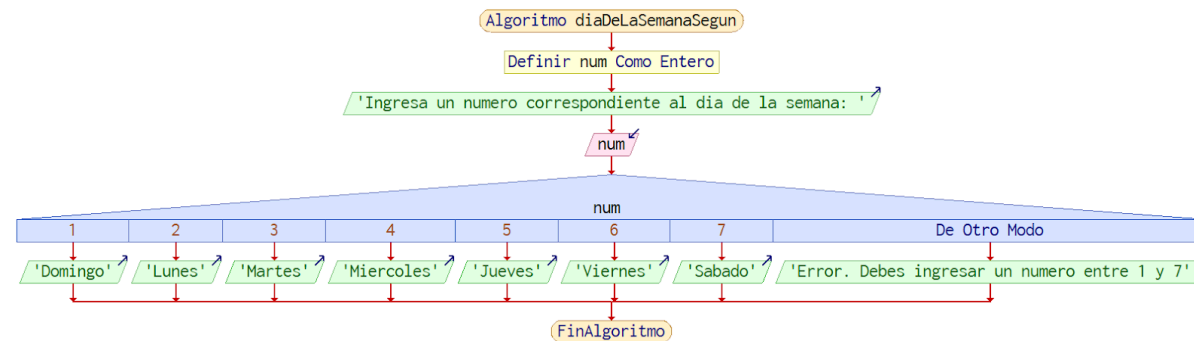 Algoritmo diaDeLaSemanaSegun
Definir num Como Entero
'Ingresa un numero correspondiente al dia de la semana: '
num
num
1 2 3 4 5 6 7 De Otro Modo
'Domingo' 'Lunes' 'Martes' 'Miercoles' 'Jueves' 'Viernes' 'Sabado' 'Error. Debes ingresar un numero entre 1 y 7'
FinAlgoritmo